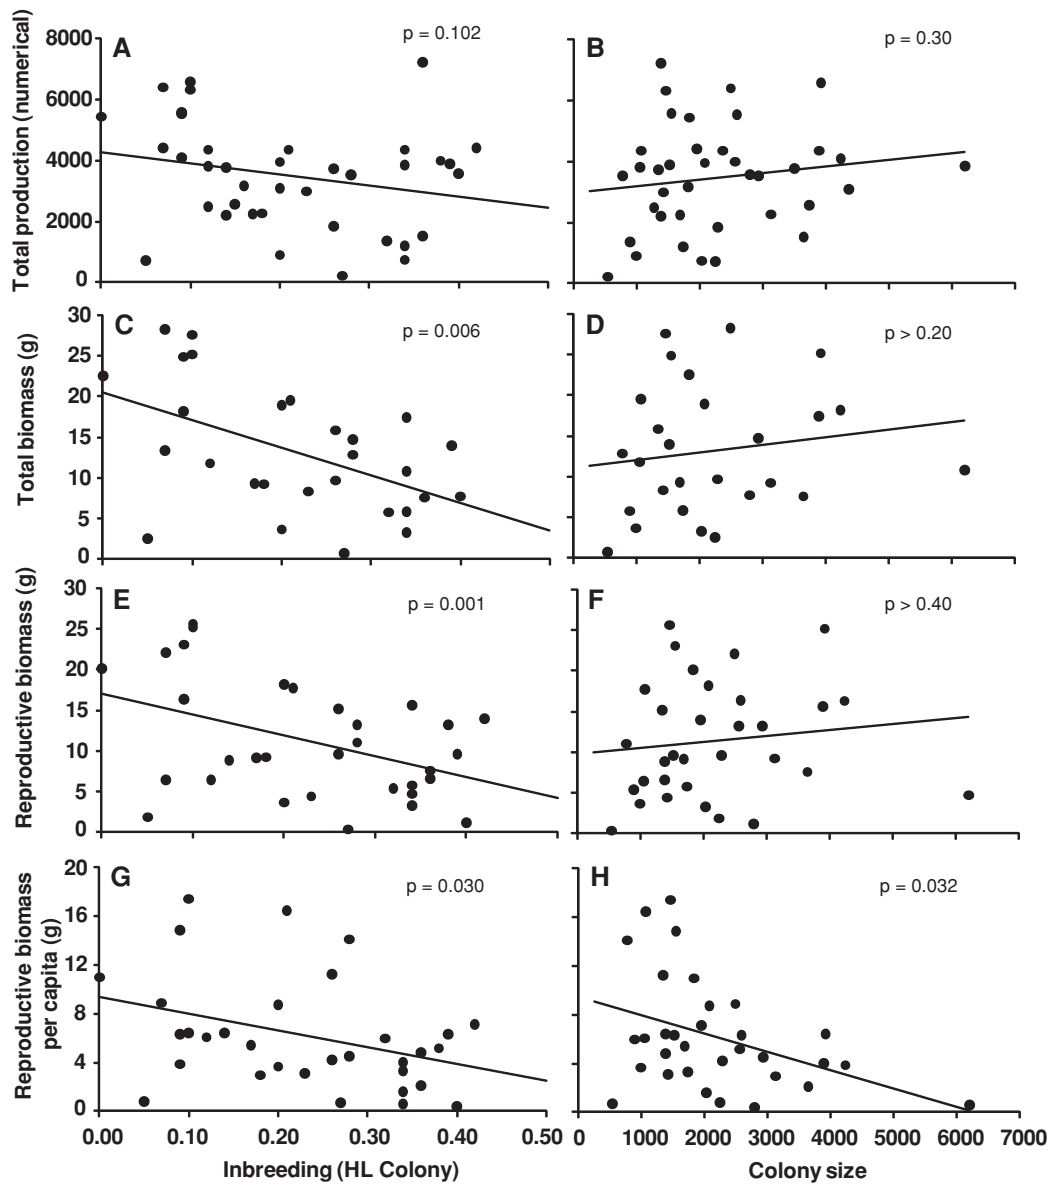 A
p = 0.102
B
p = 0.30
Total production (numerical)
8000
6000
4000
2000
0
C
p = 0.006
D
p > 0.20
Total biomass (g)
30
25
20
15
10
5
0
E
p = 0.001
F
p > 0.40
Reproductive biomass (g)
30
25
20
15
10
5
0
G
p = 0.030
H
p = 0.032
Reproductive biomass
per capita (g)
20
16
12
8
4
0
0.00 0.10 0.20 0.30 0.40 0.50
0 1000 2000 3000 4000 5000 6000 7000
Inbreeding (HL Colony)
Colony size